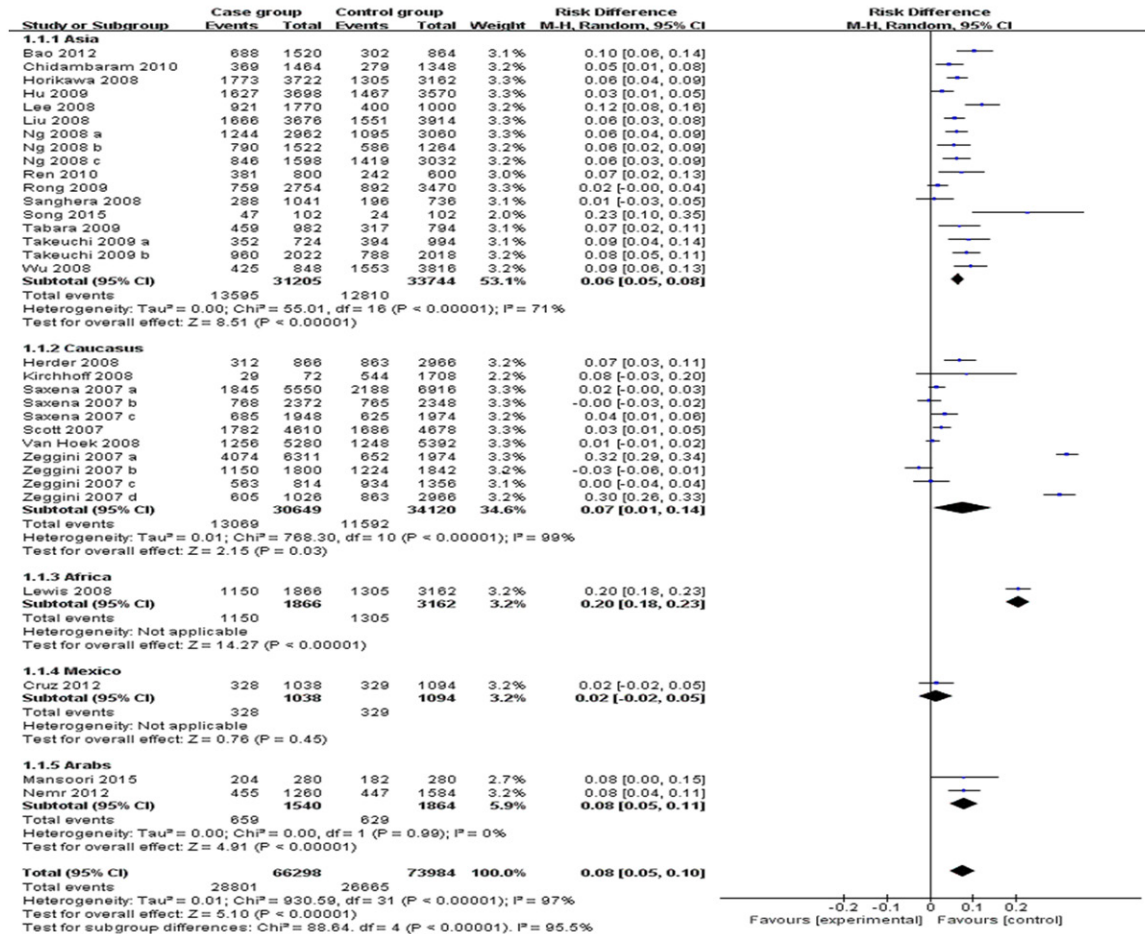 Case group Control group Risk Difference Risk Difference
Study or Subgroup Events Total Events Total Weight M-H, Random, 95% CI M-H, Random, 95% CI
1.1.1 Asia
Bao 2012 688 1520 302 864 3.1% 0.10 [0.06, 0.14]
Chidambaram 2010 369 1464 279 1348 3.2% 0.05 [0.01, 0.08]
Horikawa 2008 1773 3722 1305 3162 3.2% 0.06 [0.04, 0.09]
Hu 2009 1627 3698 1467 3570 3.3% 0.03 [0.01, 0.05]
Lee 2008 921 1770 400 1000 3.2% 0.12 [0.08, 0.16]
Liu 2008 1666 3676 1551 3914 3.3% 0.06 [0.03, 0.08]
Ng 2008 a 1244 2962 1095 3060 3.2% 0.06 [0.04, 0.09]
Ng 2008 b 790 1522 586 1264 3.2% 0.06 [0.02, 0.09]
Ng 2008 c 846 1598 1419 3032 3.2% 0.06 [0.03, 0.09]
Ren 2010 381 800 242 600 3.0% 0.07 [0.02, 0.13]
Rong 2009 759 2754 892 3470 3.3% 0.02 [-0.00, 0.04]
Sanghera 2008 288 1041 196 736 3.1% 0.01 [-0.03, 0.05]
Song 2015 47 102 24 102 2.0% 0.23 [0.10, 0.35]
Tabara 2009 459 982 317 794 3.1% 0.07 [0.02, 0.11]
Takeuchi 2009 a 352 724 394 994 3.1% 0.09 [0.04, 0.14]
Takeuchi 2009 b 960 2022 788 2018 3.2% 0.08 [0.05, 0.11]
Wu 2008 425 848 1553 3816 3.2% 0.09 [0.06, 0.13]
Subtotal (95% CI) 31205 33744 53.1% 0.06 [0.05, 0.08]
Total events 13595 12810
Heterogeneity: Tau² = 0.00; Chi² = 55.01, df = 16 (P < 0.00001); I² = 71%
Test for overall effect: Z = 8.51 (P < 0.00001)
1.1.2 Caucasus
Herder 2008 312 866 863 2966 3.2% 0.07 [0.03, 0.11]
Kirchhoff 2008 29 72 544 1708 2.2% 0.08 [-0.03, 0.20]
Saxena 2007 a 1845 5550 2188 6916 3.3% 0.02 [-0.00, 0.03]
Saxena 2007 b 768 2372 765 2348 3.2% -0.00 [-0.03, 0.02]
Saxena 2007 c 685 1948 625 1974 3.2% 0.04 [0.01, 0.06]
Scott 2007 1782 4610 1686 4678 3.3% 0.03 [0.01, 0.05]
Van Hoek 2008 1256 5280 1248 5392 3.3% 0.01 [-0.01, 0.02]
Zeggini 2007 a 4074 6311 652 1974 3.2% 0.32 [0.29, 0.34]
Zeggini 2007 b 1150 1800 1224 1842 3.2% -0.03 [-0.06, 0.01]
Zeggini 2007 c 563 814 934 1356 3.2% 0.00 [-0.04, 0.04]
Zeggini 2007 d 605 1026 863 2966 3.2% 0.30 [0.26, 0.33]
Subtotal (95% CI) 30649 34120 34.6% 0.07 [0.01, 0.14]
Total events 13069 11592
Heterogeneity: Tau² = 0.01; Chi² = 768.30, df = 10 (P < 0.00001); I² = 99%
Test for overall effect: Z = 2.15 (P = 0.03)
1.1.3 Africa
Lewis 2008 1150 1866 1305 3162 3.2% 0.20 [0.18, 0.23]
Subtotal (95% CI) 1866 3162 3.2% 0.20 [0.18, 0.23]
Total events 1150 1305
Heterogeneity: Not applicable
Test for overall effect: Z = 14.27 (P < 0.00001)
1.1.4 Mexico
Cruz 2012 328 1038 329 1094 3.2% 0.02 [-0.02, 0.05]
Subtotal (95% CI) 1038 1094 3.2% 0.02 [-0.02, 0.05]
Total events 328 329
Heterogeneity: Not applicable
Test for overall effect: Z = 0.76 (P = 0.45)
1.1.5 Arabs
Mansoori 2015 204 280 182 280 2.7% 0.08 [0.00, 0.15]
Nemr 2012 455 1260 447 1584 3.2% 0.08 [0.04, 0.11]
Subtotal (95% CI) 1540 1864 5.9% 0.08 [0.05, 0.11]
Total events 659 629
Heterogeneity: Tau² = 0.00; Chi² = 0.00, df = 1 (P = 0.99); I² = 0%
Test for overall effect: Z = 4.91 (P < 0.00001)
Total (95% CI) 66298 73984 100.0% 0.08 [0.05, 0.10]
Total events 28801 26665
Heterogeneity: Tau² = 0.01; Chi² = 930.59, df = 31 (P < 0.00001); I² = 97%
Test for overall effect: Z = 5.10 (P < 0.00001)
Test for subgroup differences: Chi² = 88.64, df = 4 (P < 0.00001), I² = 95.5%
-0.2 -0.1 0 0.1 0.2
Favours [experimental] Favours [control]